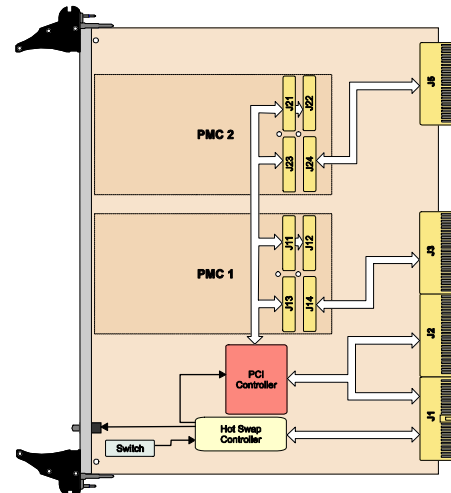 J21
J22
J5
PMC 2
J23
J24
J11
J12
J3
PMC 1
J13
J14
J2
PCI
Controller
J1
Hot Swap
Controller
Switch